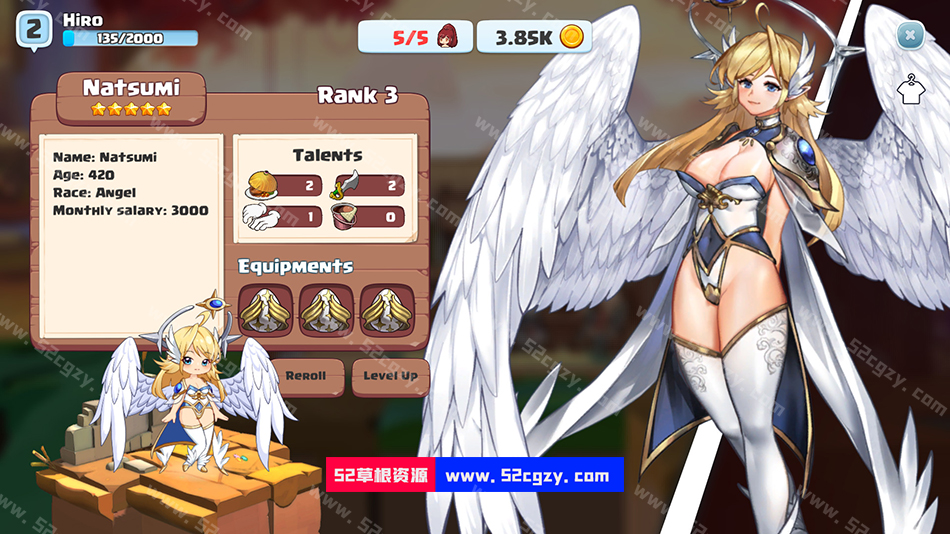 2
Hiro
135/2000
5/5
3.85K
Natsumi
Rank 3
Name: Natsumi
Age: 420
Race: Angel
Monthly salary: 3000
Talents
2
2
1
0
Equipments
Reroll
Level Up
52草根资源
www.52cgzy.com